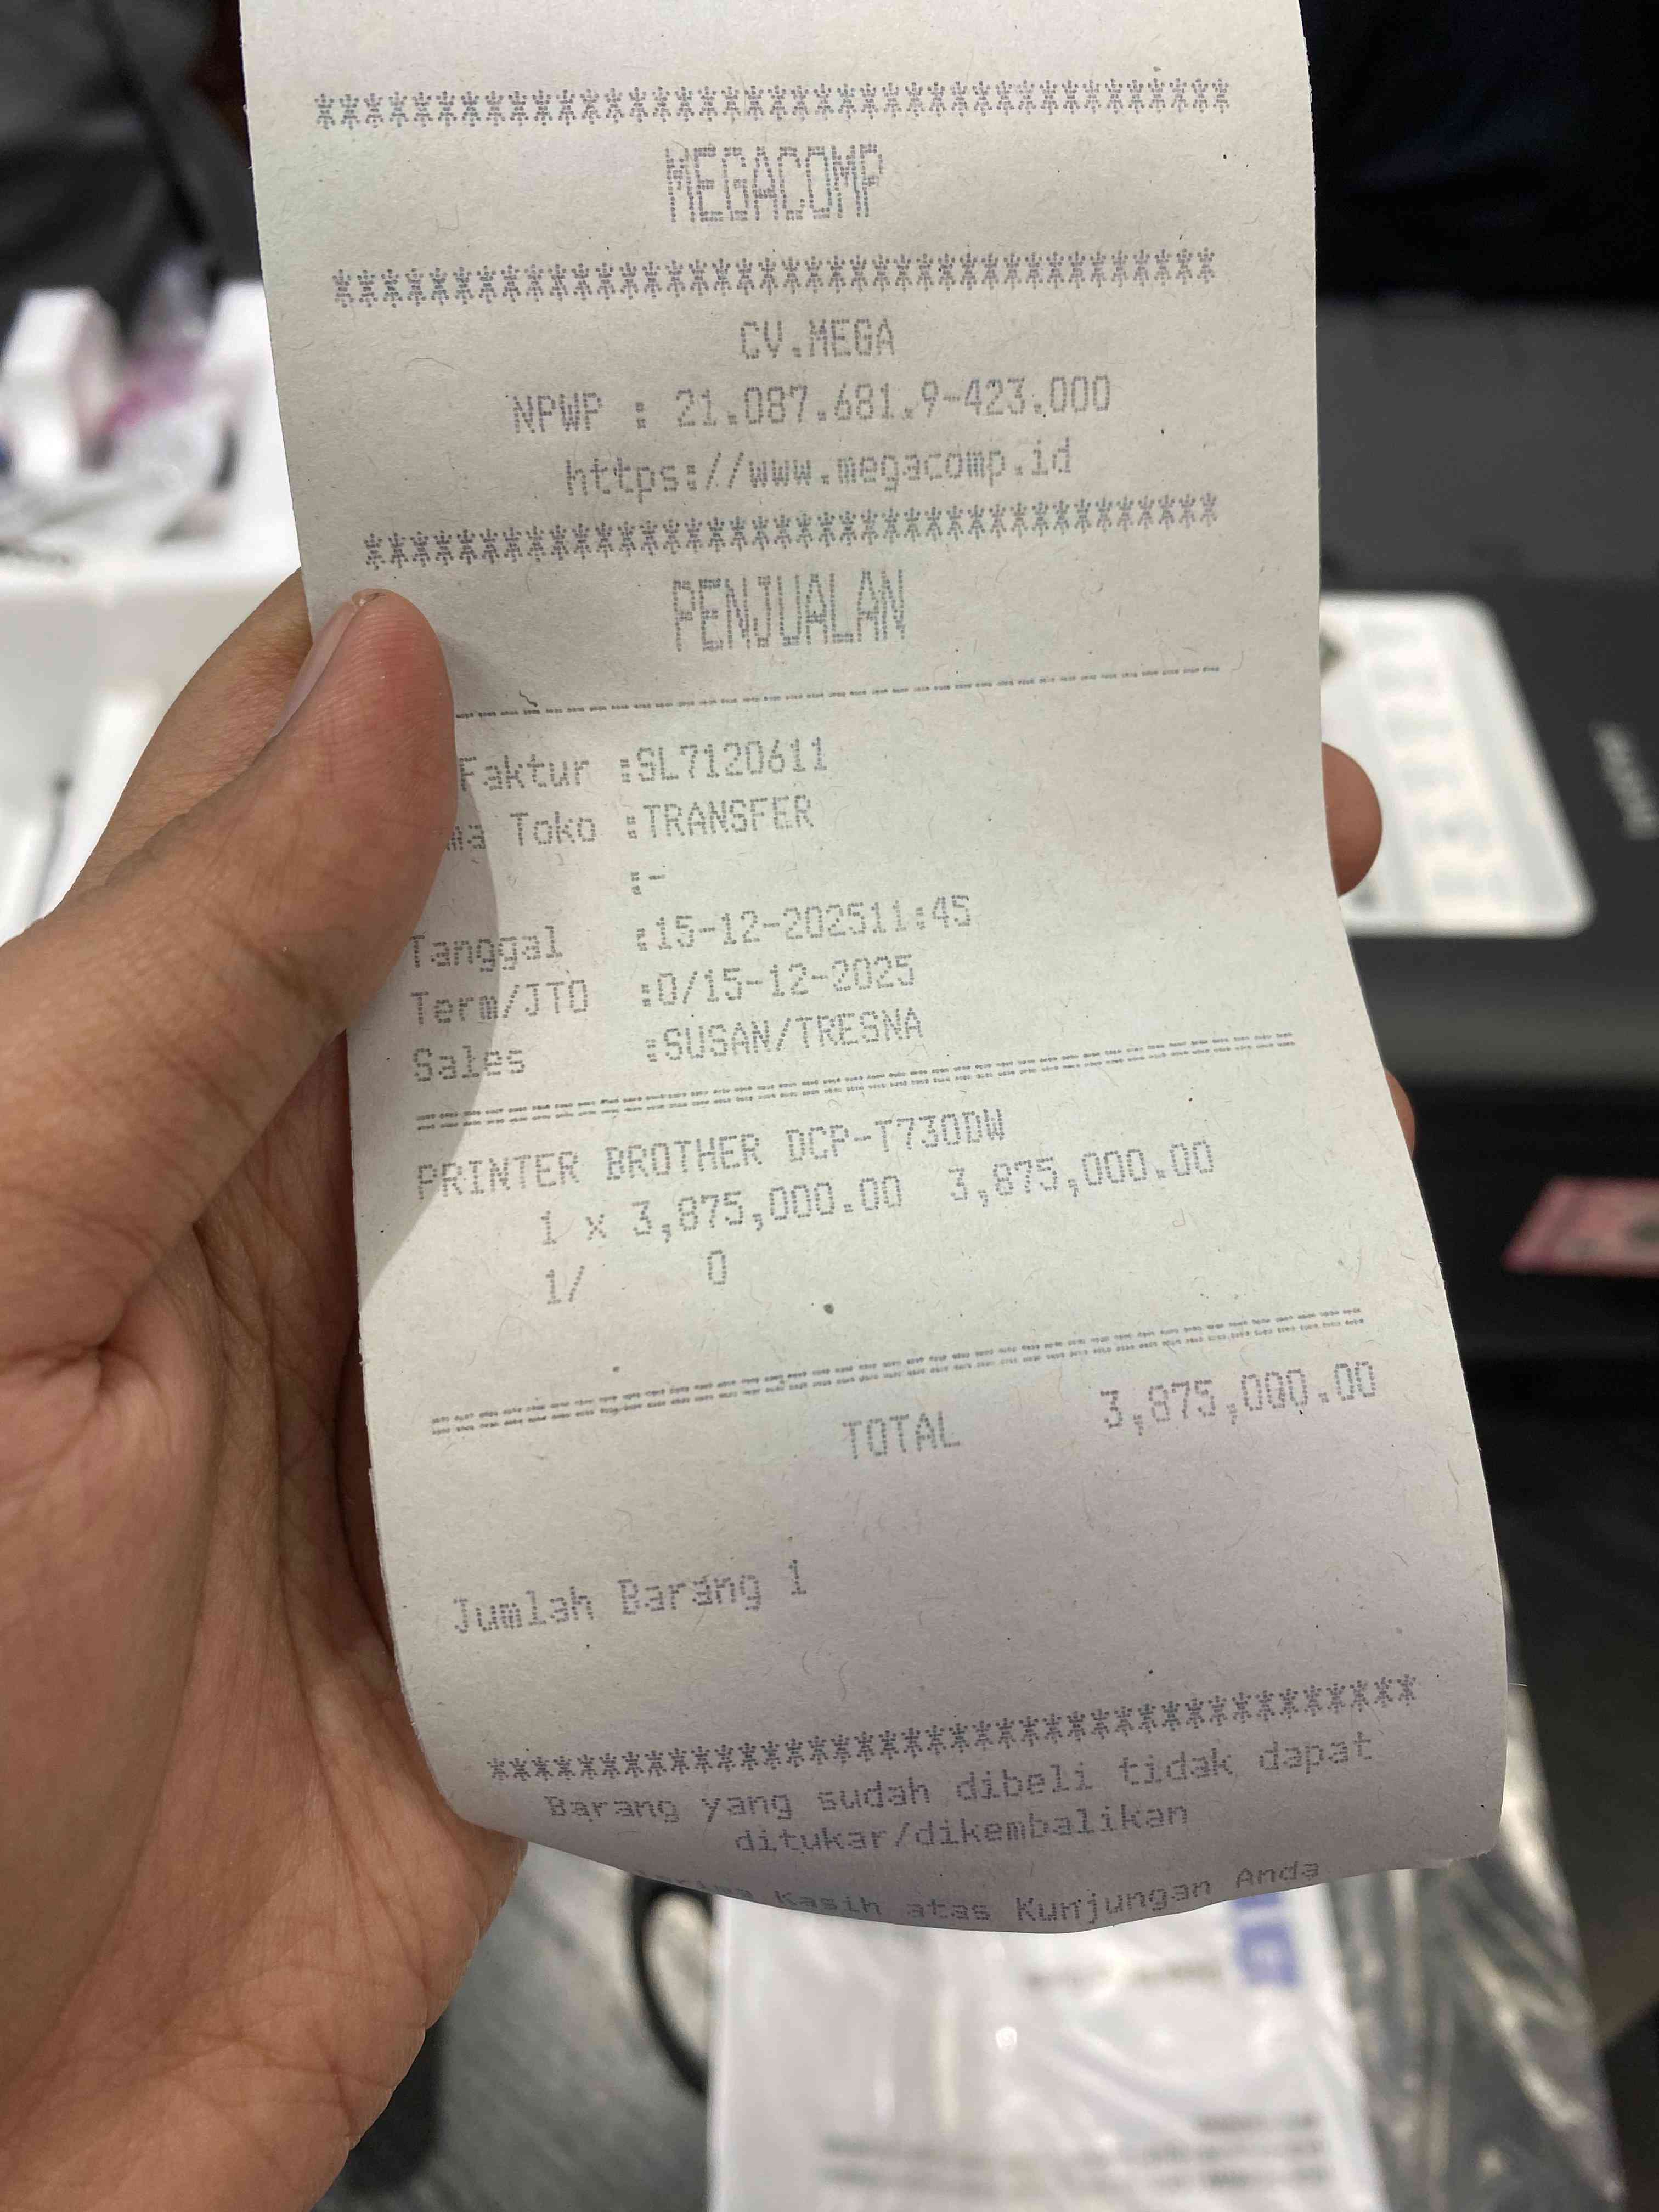 **************************************
MEGACOMP
*************************************
CV.MEGA
NPWP : 21.087.681.9-423.000
https://www.megacomp.id
************************************
PENJUALAN
Faktur :SL7120611
ma Toko :TRANSFER
:-
Tanggal :15-12-202511:45
Term/JTO :0/15-12-2025
Sales :SUSAN/TRESNA
PRINTER BROTHER DCP-T730DW
1 x 3,875,000.00 3,875,000.00
1/ 0
TOTAL 3,875,000.00
Jumlah Barang 1
****************************************
Barang yang sudah dibeli tidak dapat
ditukar/dikembalikan
Kasih atas Kunjungan Anda